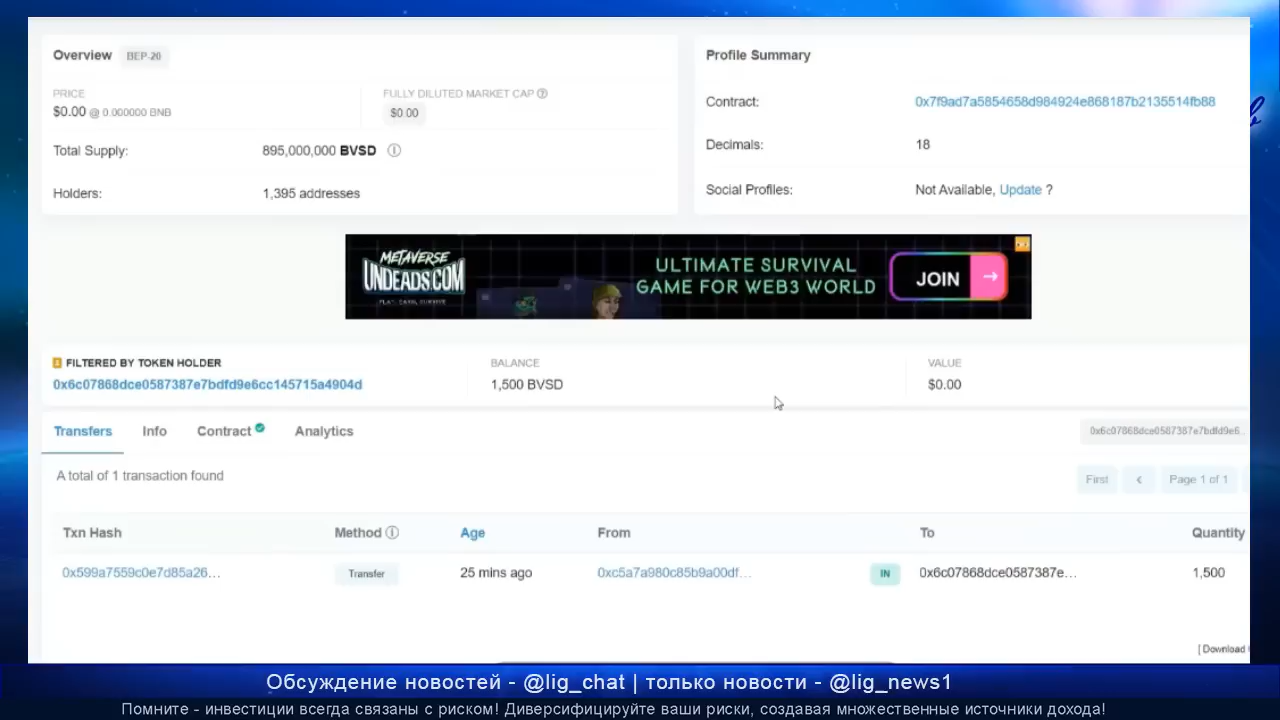 Overview BEP-20
PRICE
$0.00 @ 0.000000 BNB
FULLY DILUTED MARKET CAP
$0.00
Total Supply: 895,000,000 BVSD
Holders: 1,395 addresses
Profile Summary
Contract: 0x7f9ad7a5854658d984924e868187b2135514fb88
Decimals: 18
Social Profiles: Not Available, Update ?
METAVERSE
UNDEADS.COM
ULTIMATE SURVIVAL
GAME FOR WEB3 WORLD
JOIN →
FILTERED BY TOKEN HOLDER
0x6c07868dce0587387e7bdfd9e6cc145715a4904d
BALANCE
1,500 BVSD
VALUE
$0.00
Transfers Info Contract Analytics
0x6c07868dce0587387e7bdfd9e6..
A total of 1 transaction found
First < Page 1 of 1
Txn Hash Method Age From To Quantity
0x599a7559c0e7d85a26... Transfer 25 mins ago 0xc5a7a980c85b9a00df... IN 0x6c07868dce0587387e... 1,500
[ Download
Обсуждение новостей - @lig_chat | только новости - @lig_news1
Помните - инвестиции всегда связаны с риском! Диверсифицируйте ваши риски, создавая множественные источники дохода!